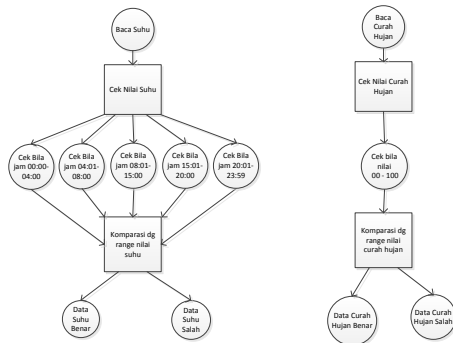 Baca Suhu
Cek Nilai Suhu
Cek Bila
jam 00:00-
04:00
Cek Bila
jam 04:01-
08:00
Cek Bila
jam 08:01-
15:00
Cek Bila
jam 15:01-
20:00
Cek Bila
jam 20:01-
23:59
Komparasi dg
range nilai
suhu
Data
Suhu
Benar
Data
Suhu
Salah
Baca
Curah
Hujan
Cek Nilai Curah
Hujan
Cek bila
nilai
00 - 100
Komparasi dg
range nilai
curah hujan
Data Curah
Hujan Benar
Data Curah
Hujan Salah